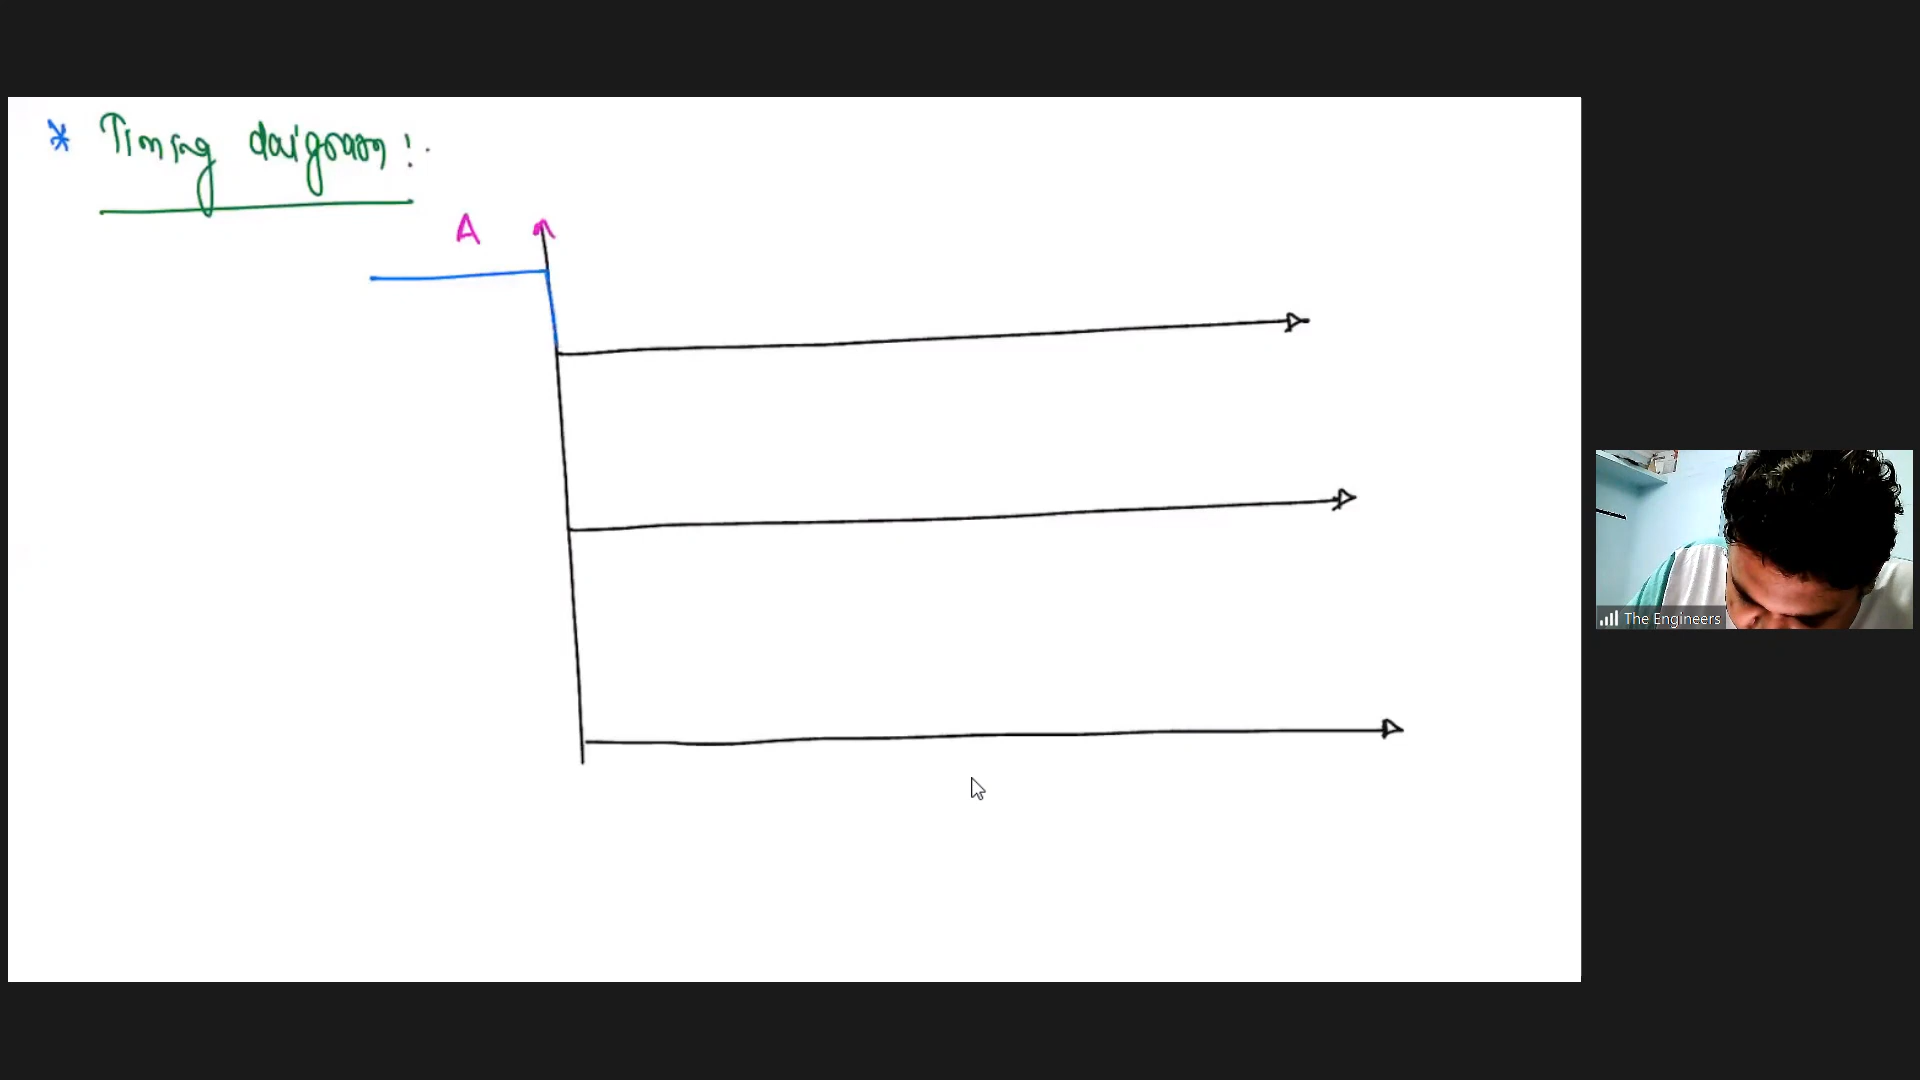 * Timing daigram :-
A
The Engineers